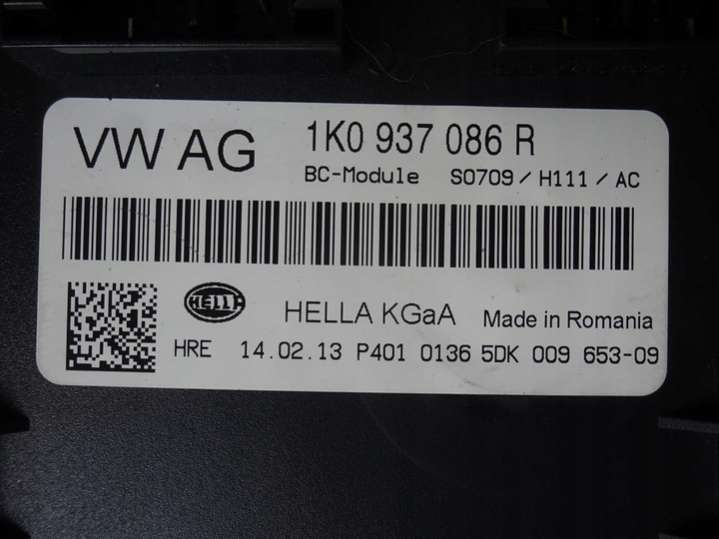 VW AG 1K0 937 086 R
BC-Module S0709 / H111 / AC
HELLA
HELLA KGaA Made in Romania
HRE 14.02.13 P401 0136 5DK 009 653-09